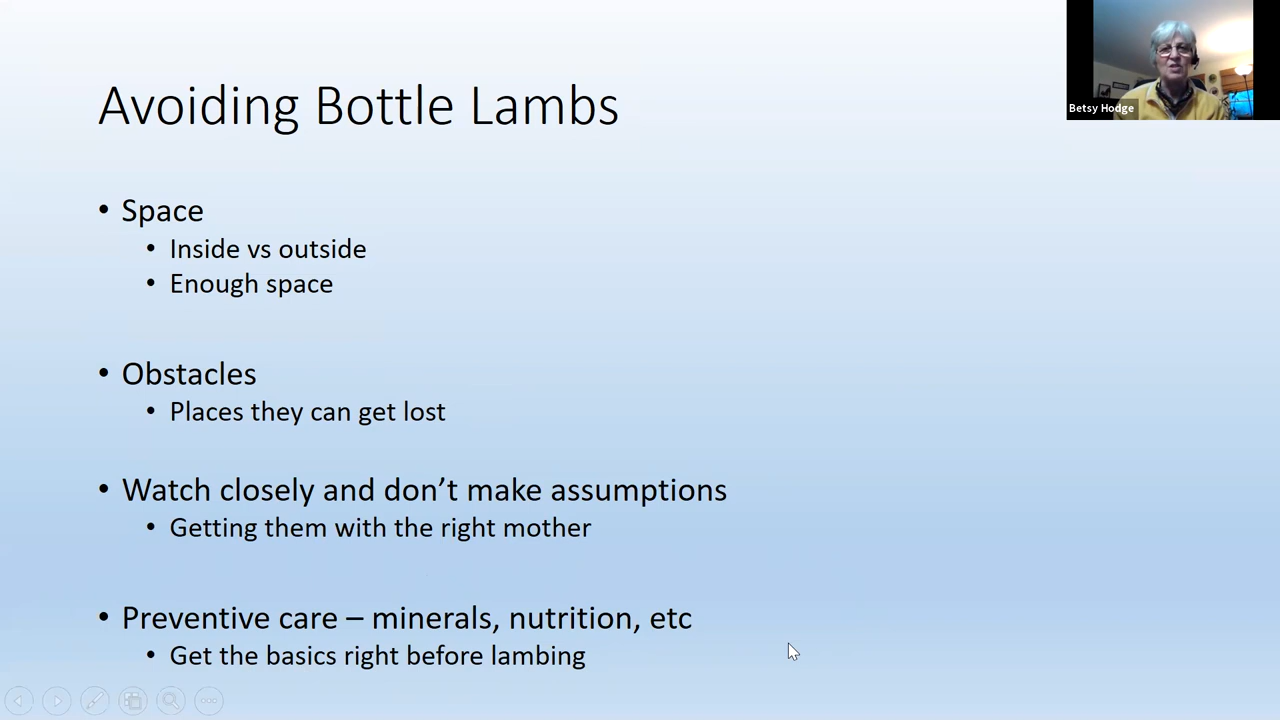 Avoiding Bottle Lambs
Betsy Hodge
• Space
• Inside vs outside
• Enough space
• Obstacles
• Places they can get lost
• Watch closely and don’t make assumptions
• Getting them with the right mother
• Preventive care – minerals, nutrition, etc
• Get the basics right before lambing